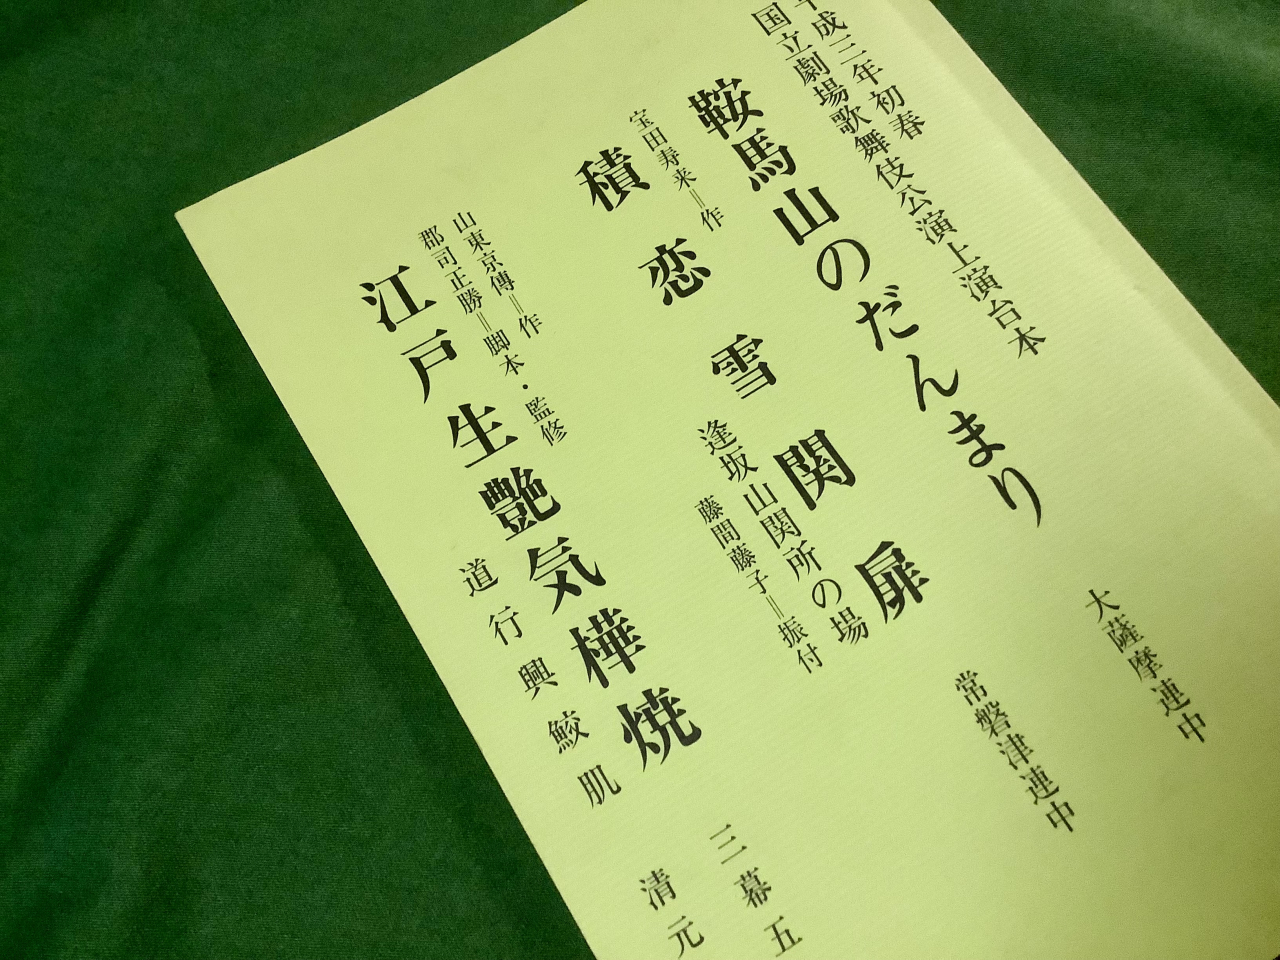 平成三年初春
国立劇場歌舞伎公演上演台本
鞍馬山のだんまり
大薩摩連中
宝田寿来＝作
積恋雪関扉
常磐津連中
逢坂山関所の場
藤間藤子＝振付
山東京傳＝作
郡司正勝＝脚本・監修
江戸生艶気樺焼
三幕五
道行興鮫肌
清元